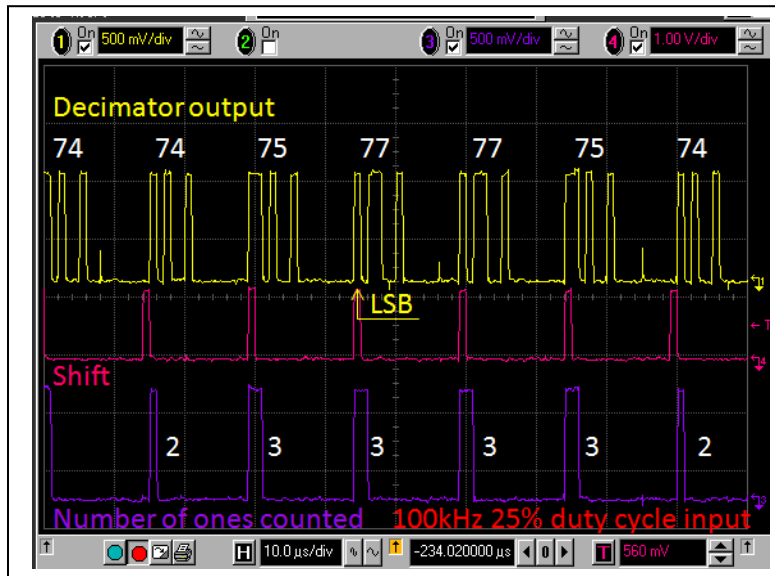 1 On 500 mV/div 2 On 3 On 500 mV/div 4 On 1.00 V/div
Decimator output
74 74 75 77 77 75 74
LSB
Shift
2 3 3 3 3 2
Number of ones counted 100kHz 25% duty cycle input
H 10.0 µs/div -234.020000 µs 0 T 560 mV